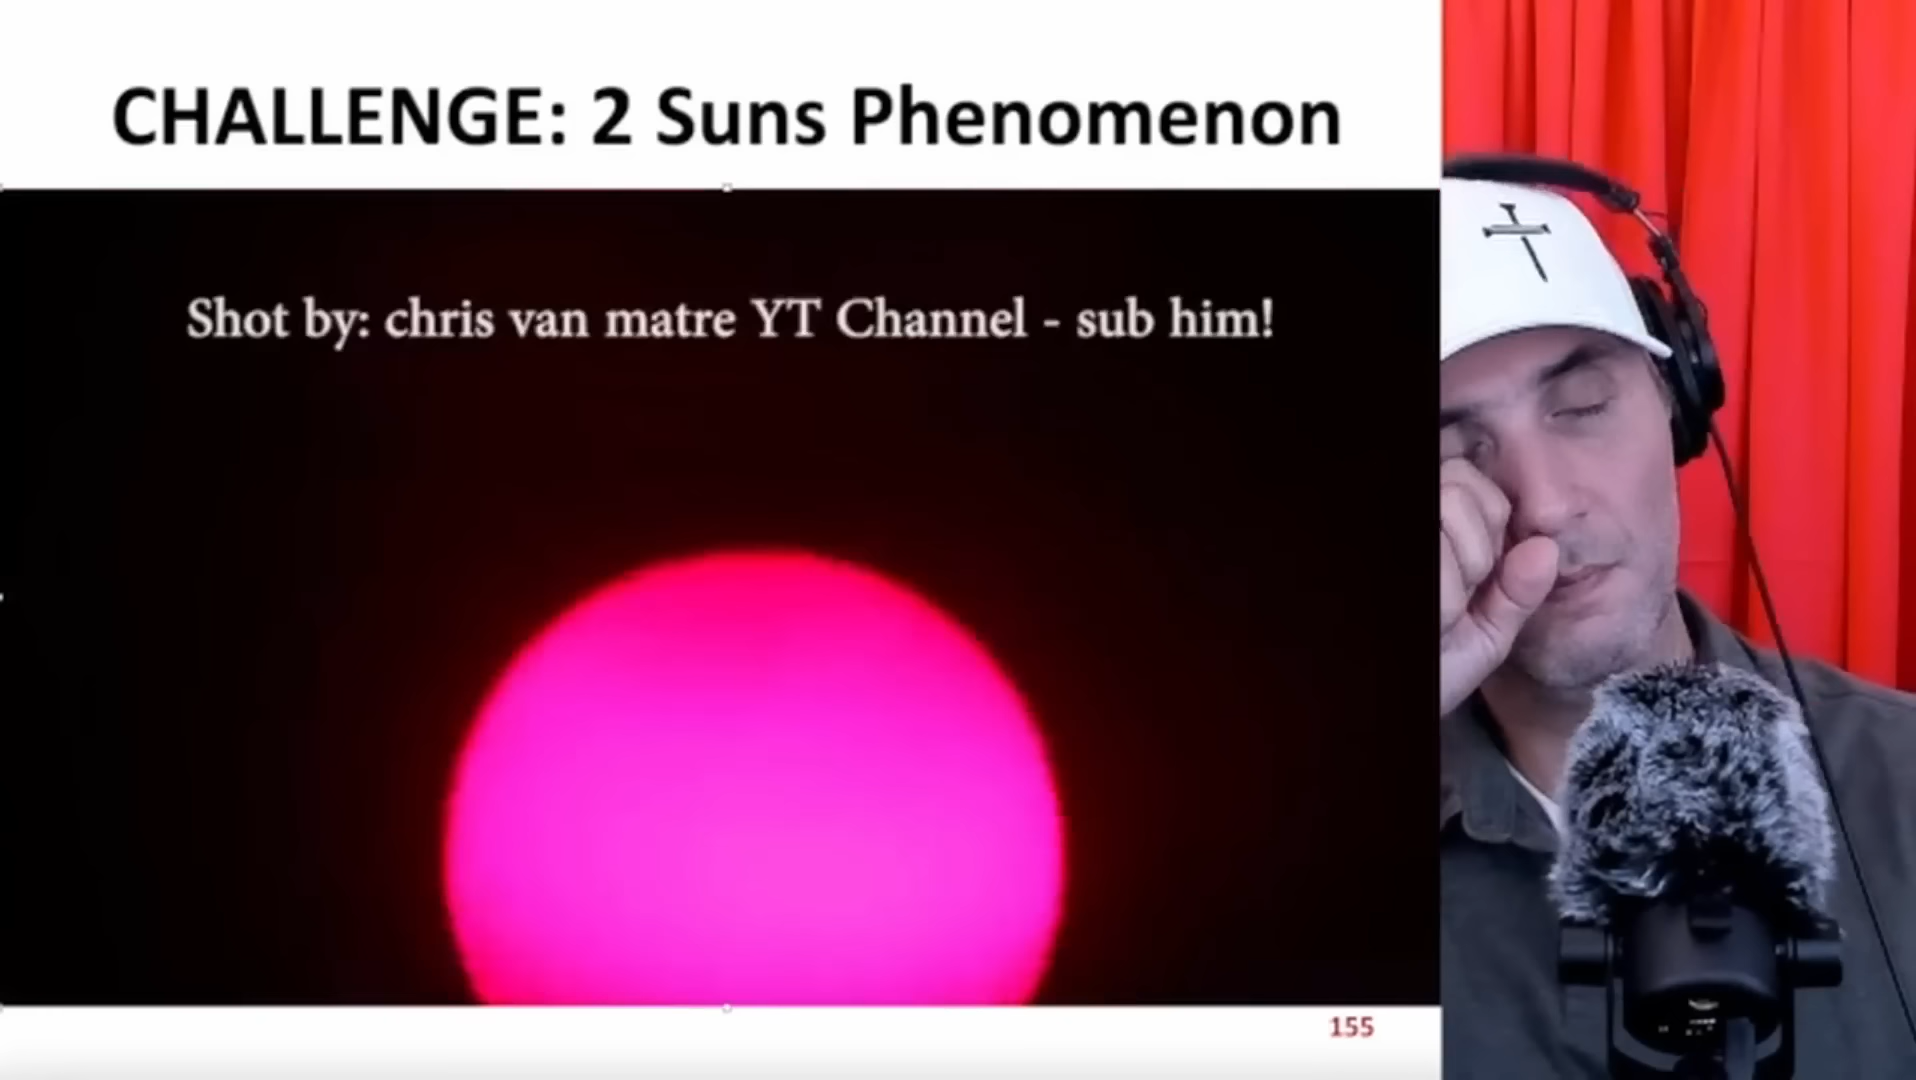 CHALLENGE: 2 Suns Phenomenon
Shot by: chris van matre YT Channel - sub him!
155